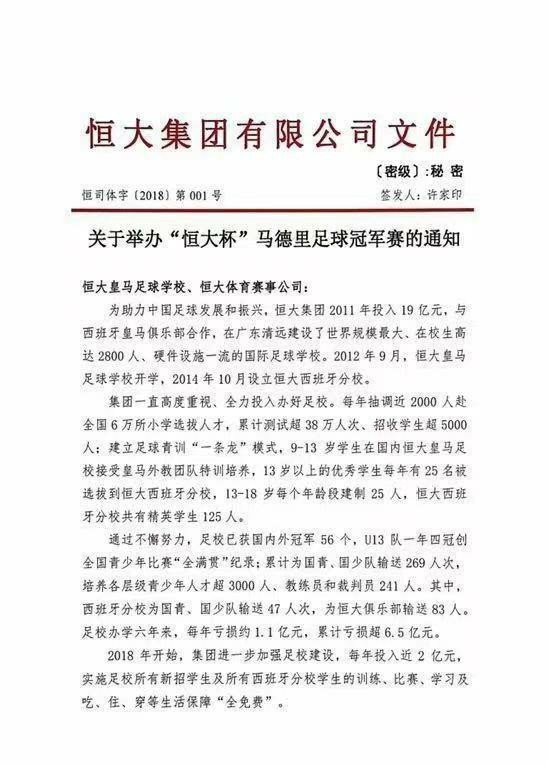 恒大集团有限公司文件
〔密级〕:秘 密
恒司体字〔2018〕第 001 号 签发人：许家印
关于举办“恒大杯”马德里足球冠军赛的通知
恒大皇马足球学校、恒大体育赛事公司：
为助力中国足球发展和振兴，恒大集团 2011 年投入 19 亿元，与
西班牙皇马俱乐部合作，在广东清远建设了世界规模最大、在校生高
达 2800 人、硬件设施一流的国际足球学校。2012 年 9 月，恒大皇马
足球学校开学，2014 年 10 月设立恒大西班牙分校。
集团一直高度重视、全力投入办好足校。每年抽调近 2000 人赴
全国 6 万所小学选拔人才，累计测试超 38 万人次、招收学生超 5000
人；建立足球青训“一条龙”模式，9-13 岁学生在国内恒大皇马足
校接受皇马外教团队特训培养，13 岁以上的优秀学生每年有 25 名被
选拔到恒大西班牙分校，13-18 岁每个年龄段建制 25 人，恒大西班
牙分校共有精英学生 125 人。
通过不懈努力，足校已获国内外冠军 56 个，U13 队一年四冠创
全国青少年比赛“全满贯”纪录；累计为国青、国少队输送 269 人次，
培养各层级青少年人才超 3000 人、教练员和裁判员 241 人。其中，
西班牙分校为国青、国少队输送 47 人次，为恒大俱乐部输送 83 人。
足校办学六年来，每年亏损约 1.1 亿元，累计亏损超 6.5 亿元。
2018 年开始，集团进一步加强足校建设，每年投入近 2 亿元，
实施足校所有新招学生及所有西班牙分校学生的训练、比赛、学习及
吃、住、穿等生活保障“全免费”。